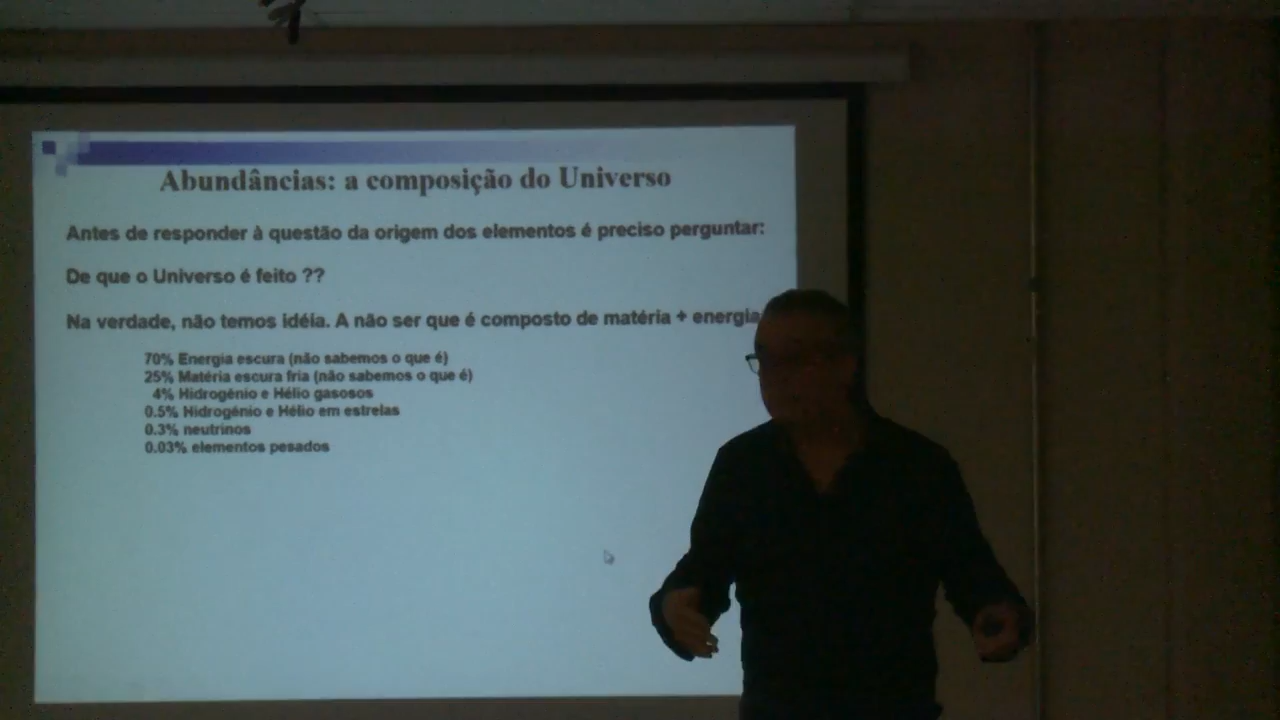 Abundâncias: a composição do Universo
Antes de responder à questão da origem dos elementos é preciso perguntar:
De que o Universo é feito ??
Na verdade, não temos idéia. A não ser que é composto de matéria + energia
70% Energia escura (não sabemos o que é)
25% Matéria escura fria (não sabemos o que é)
4% Hidrogênio e Hélio gasosos
0.5% Hidrogênio e Hélio em estrelas
0.3% neutrinos
0.03% elementos pesados